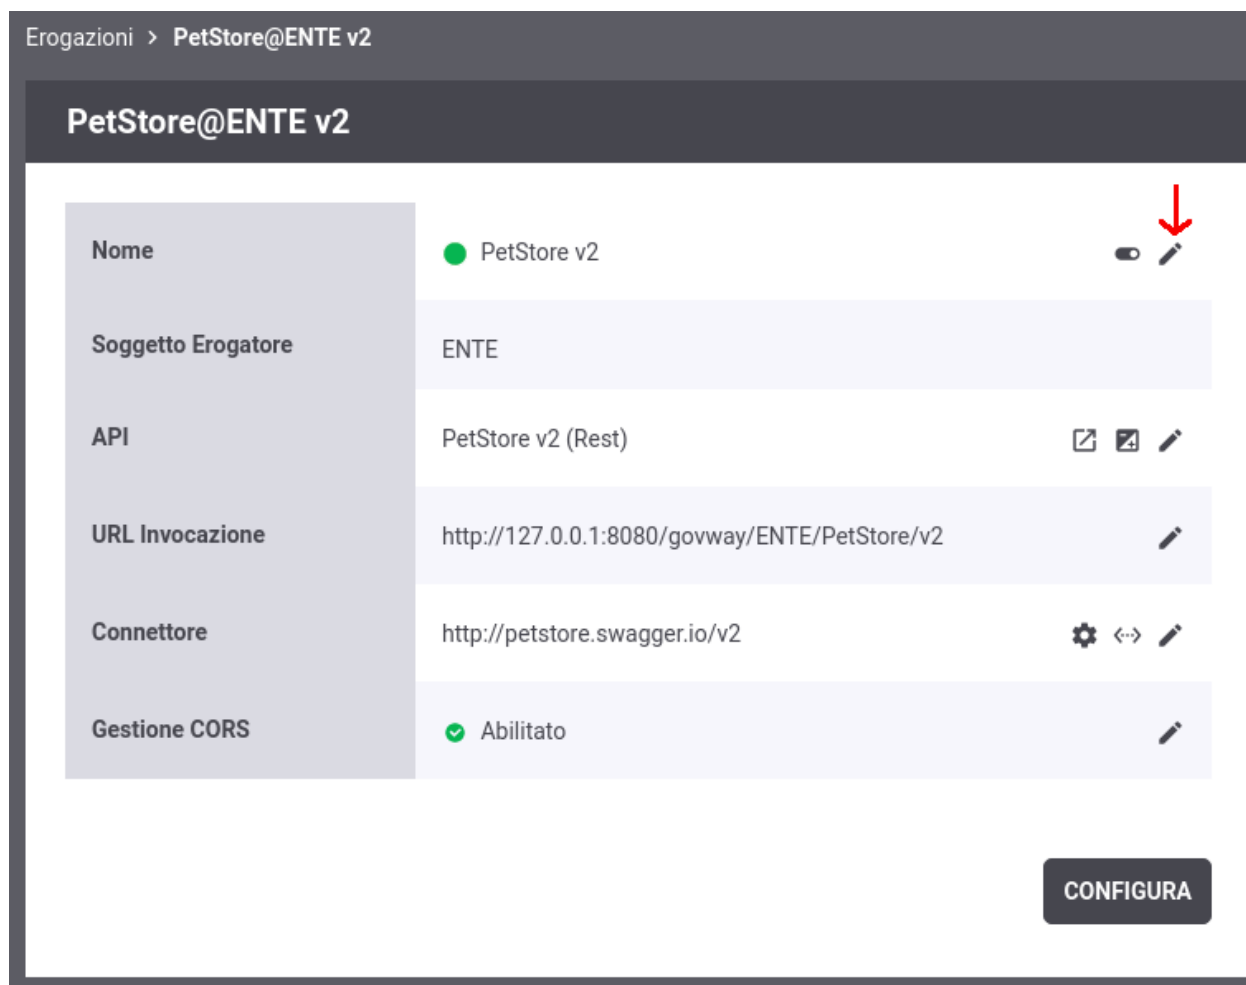 Erogazioni > PetStore@ENTE v2
PetStore@ENTE v2
Nome PetStore v2
Soggetto Erogatore ENTE
API PetStore v2 (Rest)
URL Invocazione http://127.0.0.1:8080/govway/ENTE/PetStore/v2
Connettore http://petstore.swagger.io/v2
Gestione CORS Abilitato
CONFIGURA